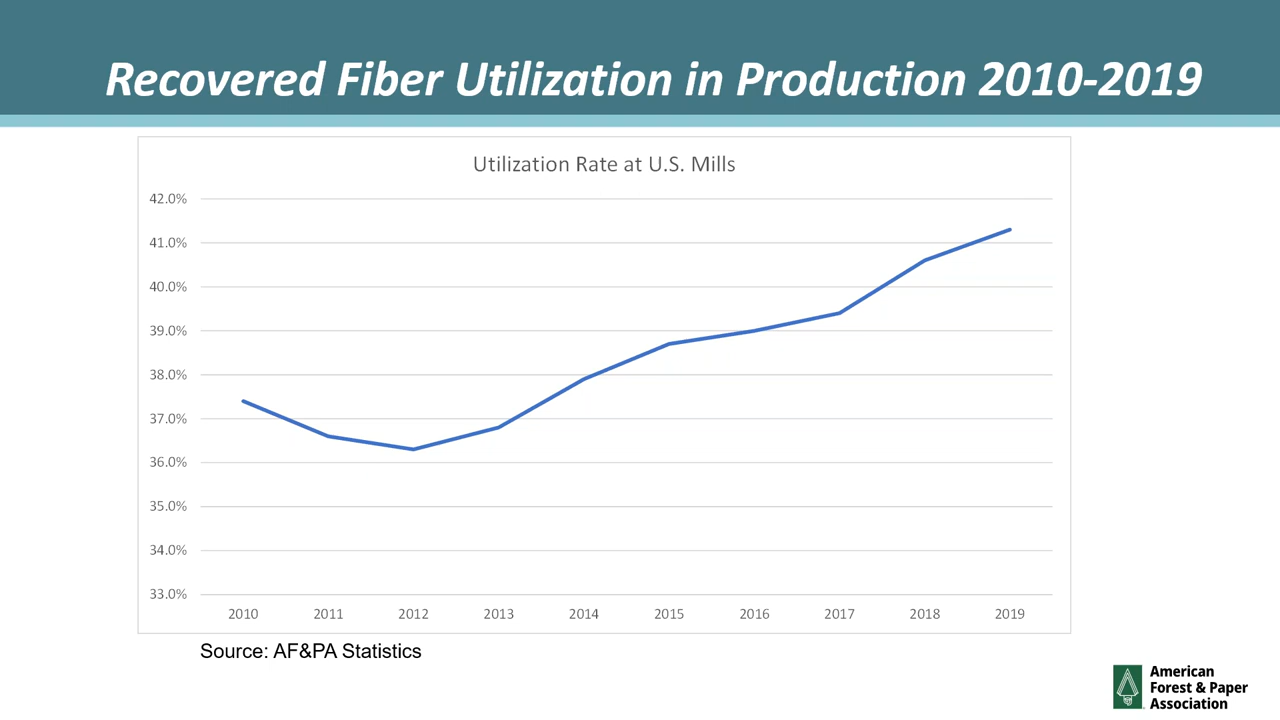 Recovered Fiber Utilization in Production 2010-2019
Utilization Rate at U.S. Mills
42.0%
41.0%
40.0%
39.0%
38.0%
37.0%
36.0%
35.0%
34.0%
33.0%
2010 2011 2012 2013 2014 2015 2016 2017 2018 2019
Source: AF&PA Statistics
American
Forest & Paper
Association